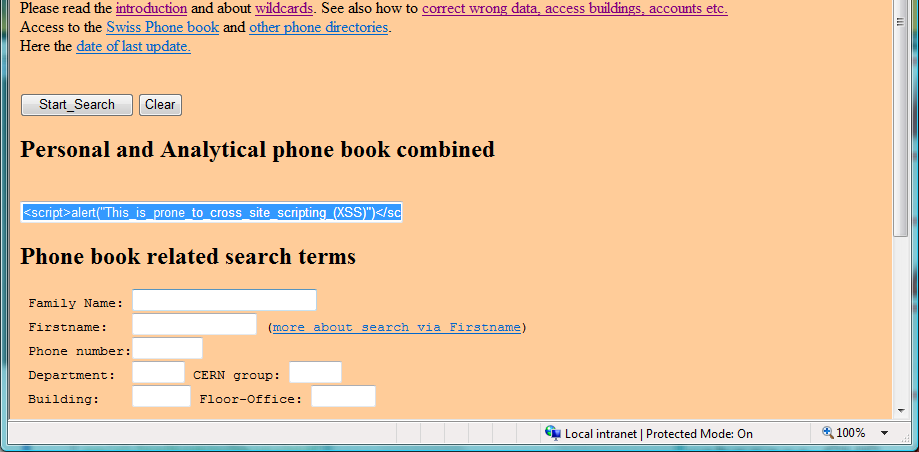 Please read the introduction and about wildcards. See also how to correct wrong data, access buildings, accounts etc.
Access to the Swiss Phone book and other phone directories.
Here the date of last update.
Start_Search Clear
Personal and Analytical phone book combined
<script>alert("This_is_prone_to_cross_site_scripting_(XSS)")</sc
Phone book related search terms
Family Name:
Firstname: (more about search via Firstname)
Phone number:
Department: CERN group:
Building: Floor-Office:
Local intranet | Protected Mode: On 100%